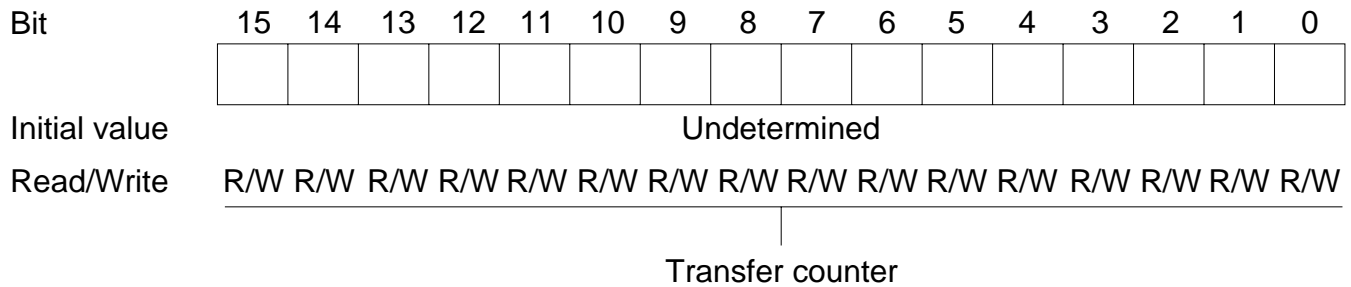 Bit 15 14 13 12 11 10 9 8 7 6 5 4 3 2 1 0
Initial value Undetermined
Read/Write R/W R/W R/W R/W R/W R/W R/W R/W R/W R/W R/W R/W R/W R/W R/W R/W
Transfer counter